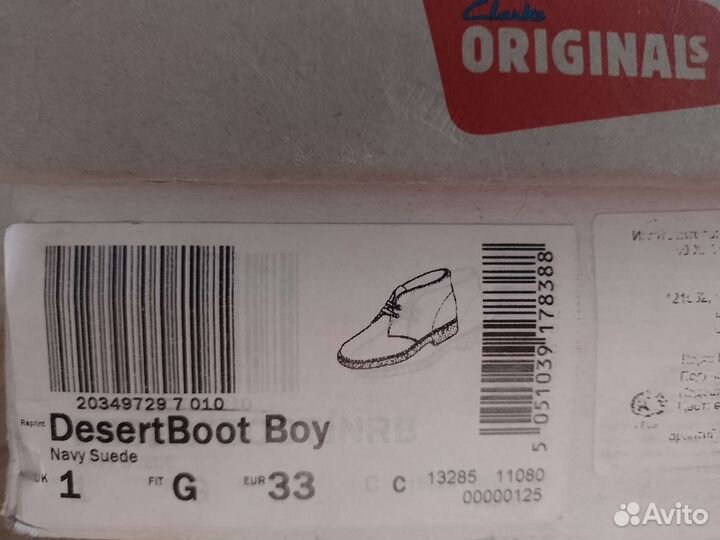 Clarks
ORIGINALS
20349729 7 010
5 051039 178388
Reprint
DesertBoot Boy
Navy Suede
UK 1 FIT G EUR 33 C 13285 11080
00000125
Avito